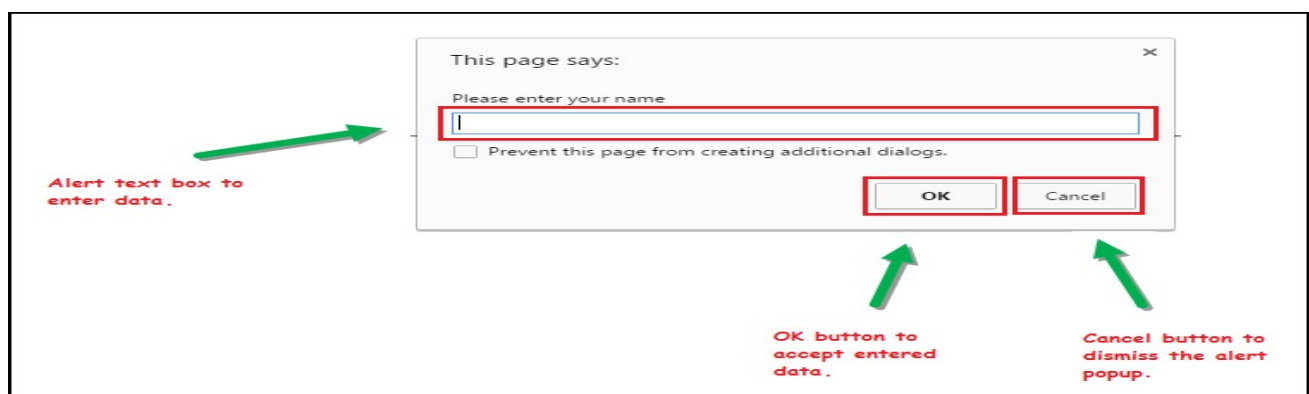 This page says:
×
Please enter your name
Prevent this page from creating additional dialogs.
OK
Cancel
Alert text box to
enter data.
OK button to
accept entered
data.
Cancel button to
dismiss the alert
popup.